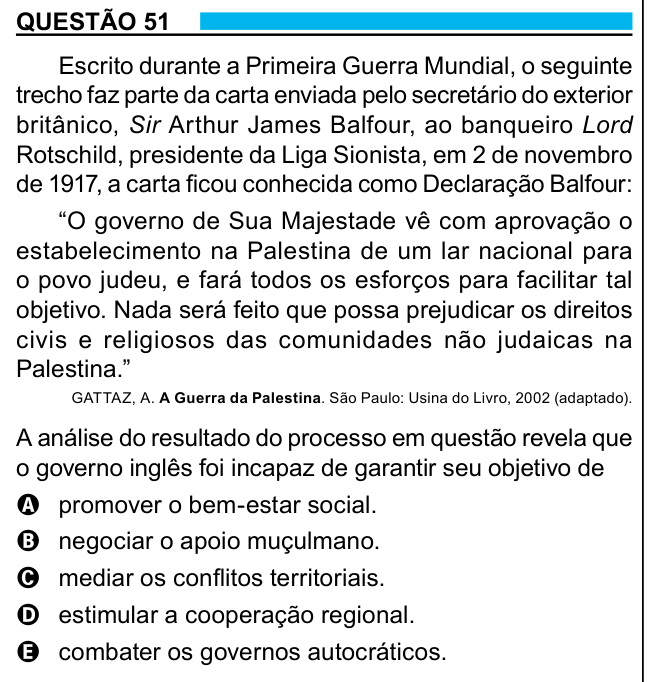 QUESTÃO 51
Escrito durante a Primeira Guerra Mundial, o seguinte
trecho faz parte da carta enviada pelo secretário do exterior
britânico, Sir Arthur James Balfour, ao banqueiro Lord
Rotschild, presidente da Liga Sionista, em 2 de novembro
de 1917, a carta ficou conhecida como Declaração Balfour:
“O governo de Sua Majestade vê com aprovação o
estabelecimento na Palestina de um lar nacional para
o povo judeu, e fará todos os esforços para facilitar tal
objetivo. Nada será feito que possa prejudicar os direitos
civis e religiosos das comunidades não judaicas na
Palestina.”
GATTAZ, A. A Guerra da Palestina. São Paulo: Usina do Livro, 2002 (adaptado).
A análise do resultado do processo em questão revela que
o governo inglês foi incapaz de garantir seu objetivo de
A promover o bem-estar social.
B negociar o apoio muçulmano.
C mediar os conflitos territoriais.
D estimular a cooperação regional.
E combater os governos autocráticos.